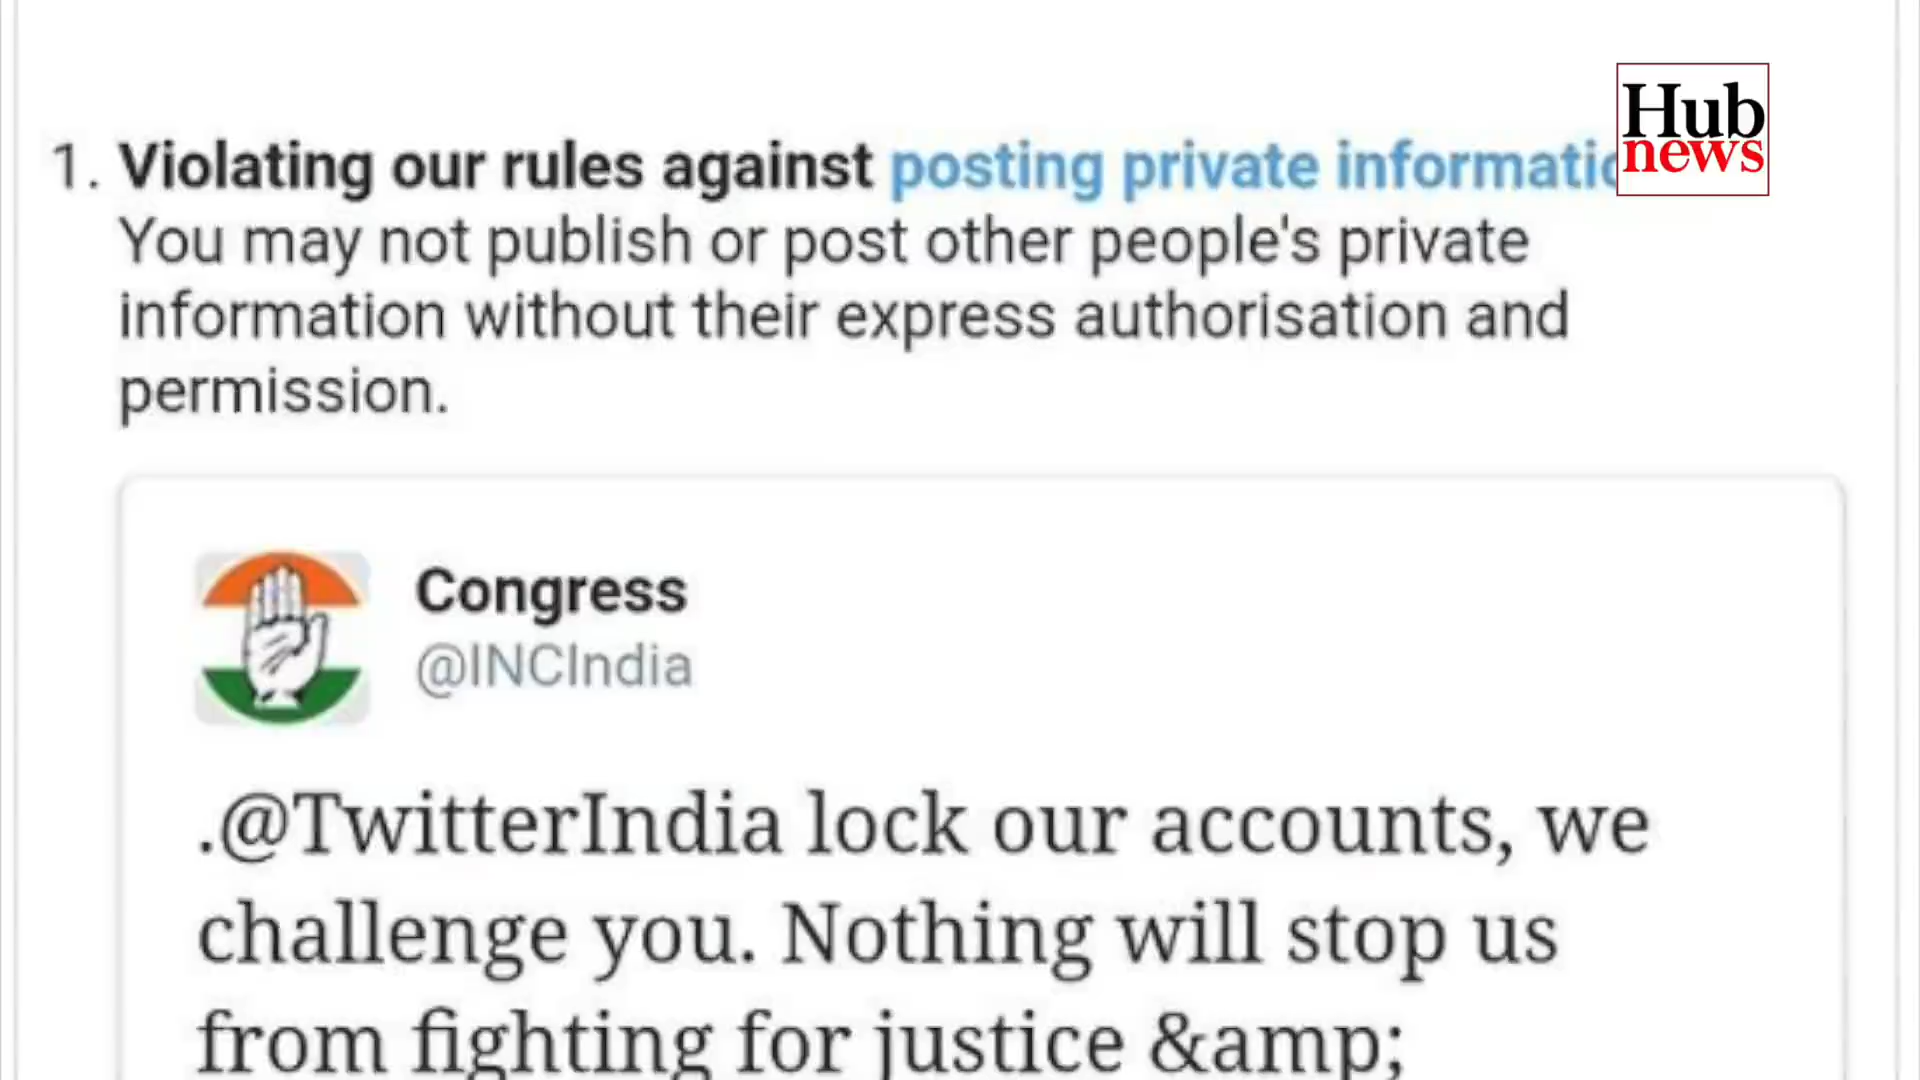 Hub
news
1. Violating our rules against posting private informatic
You may not publish or post other people's private
information without their express authorisation and
permission.
Congress
@INCIndia
.@TwitterIndia lock our accounts, we
challenge you. Nothing will stop us
from fighting for justice &amp;